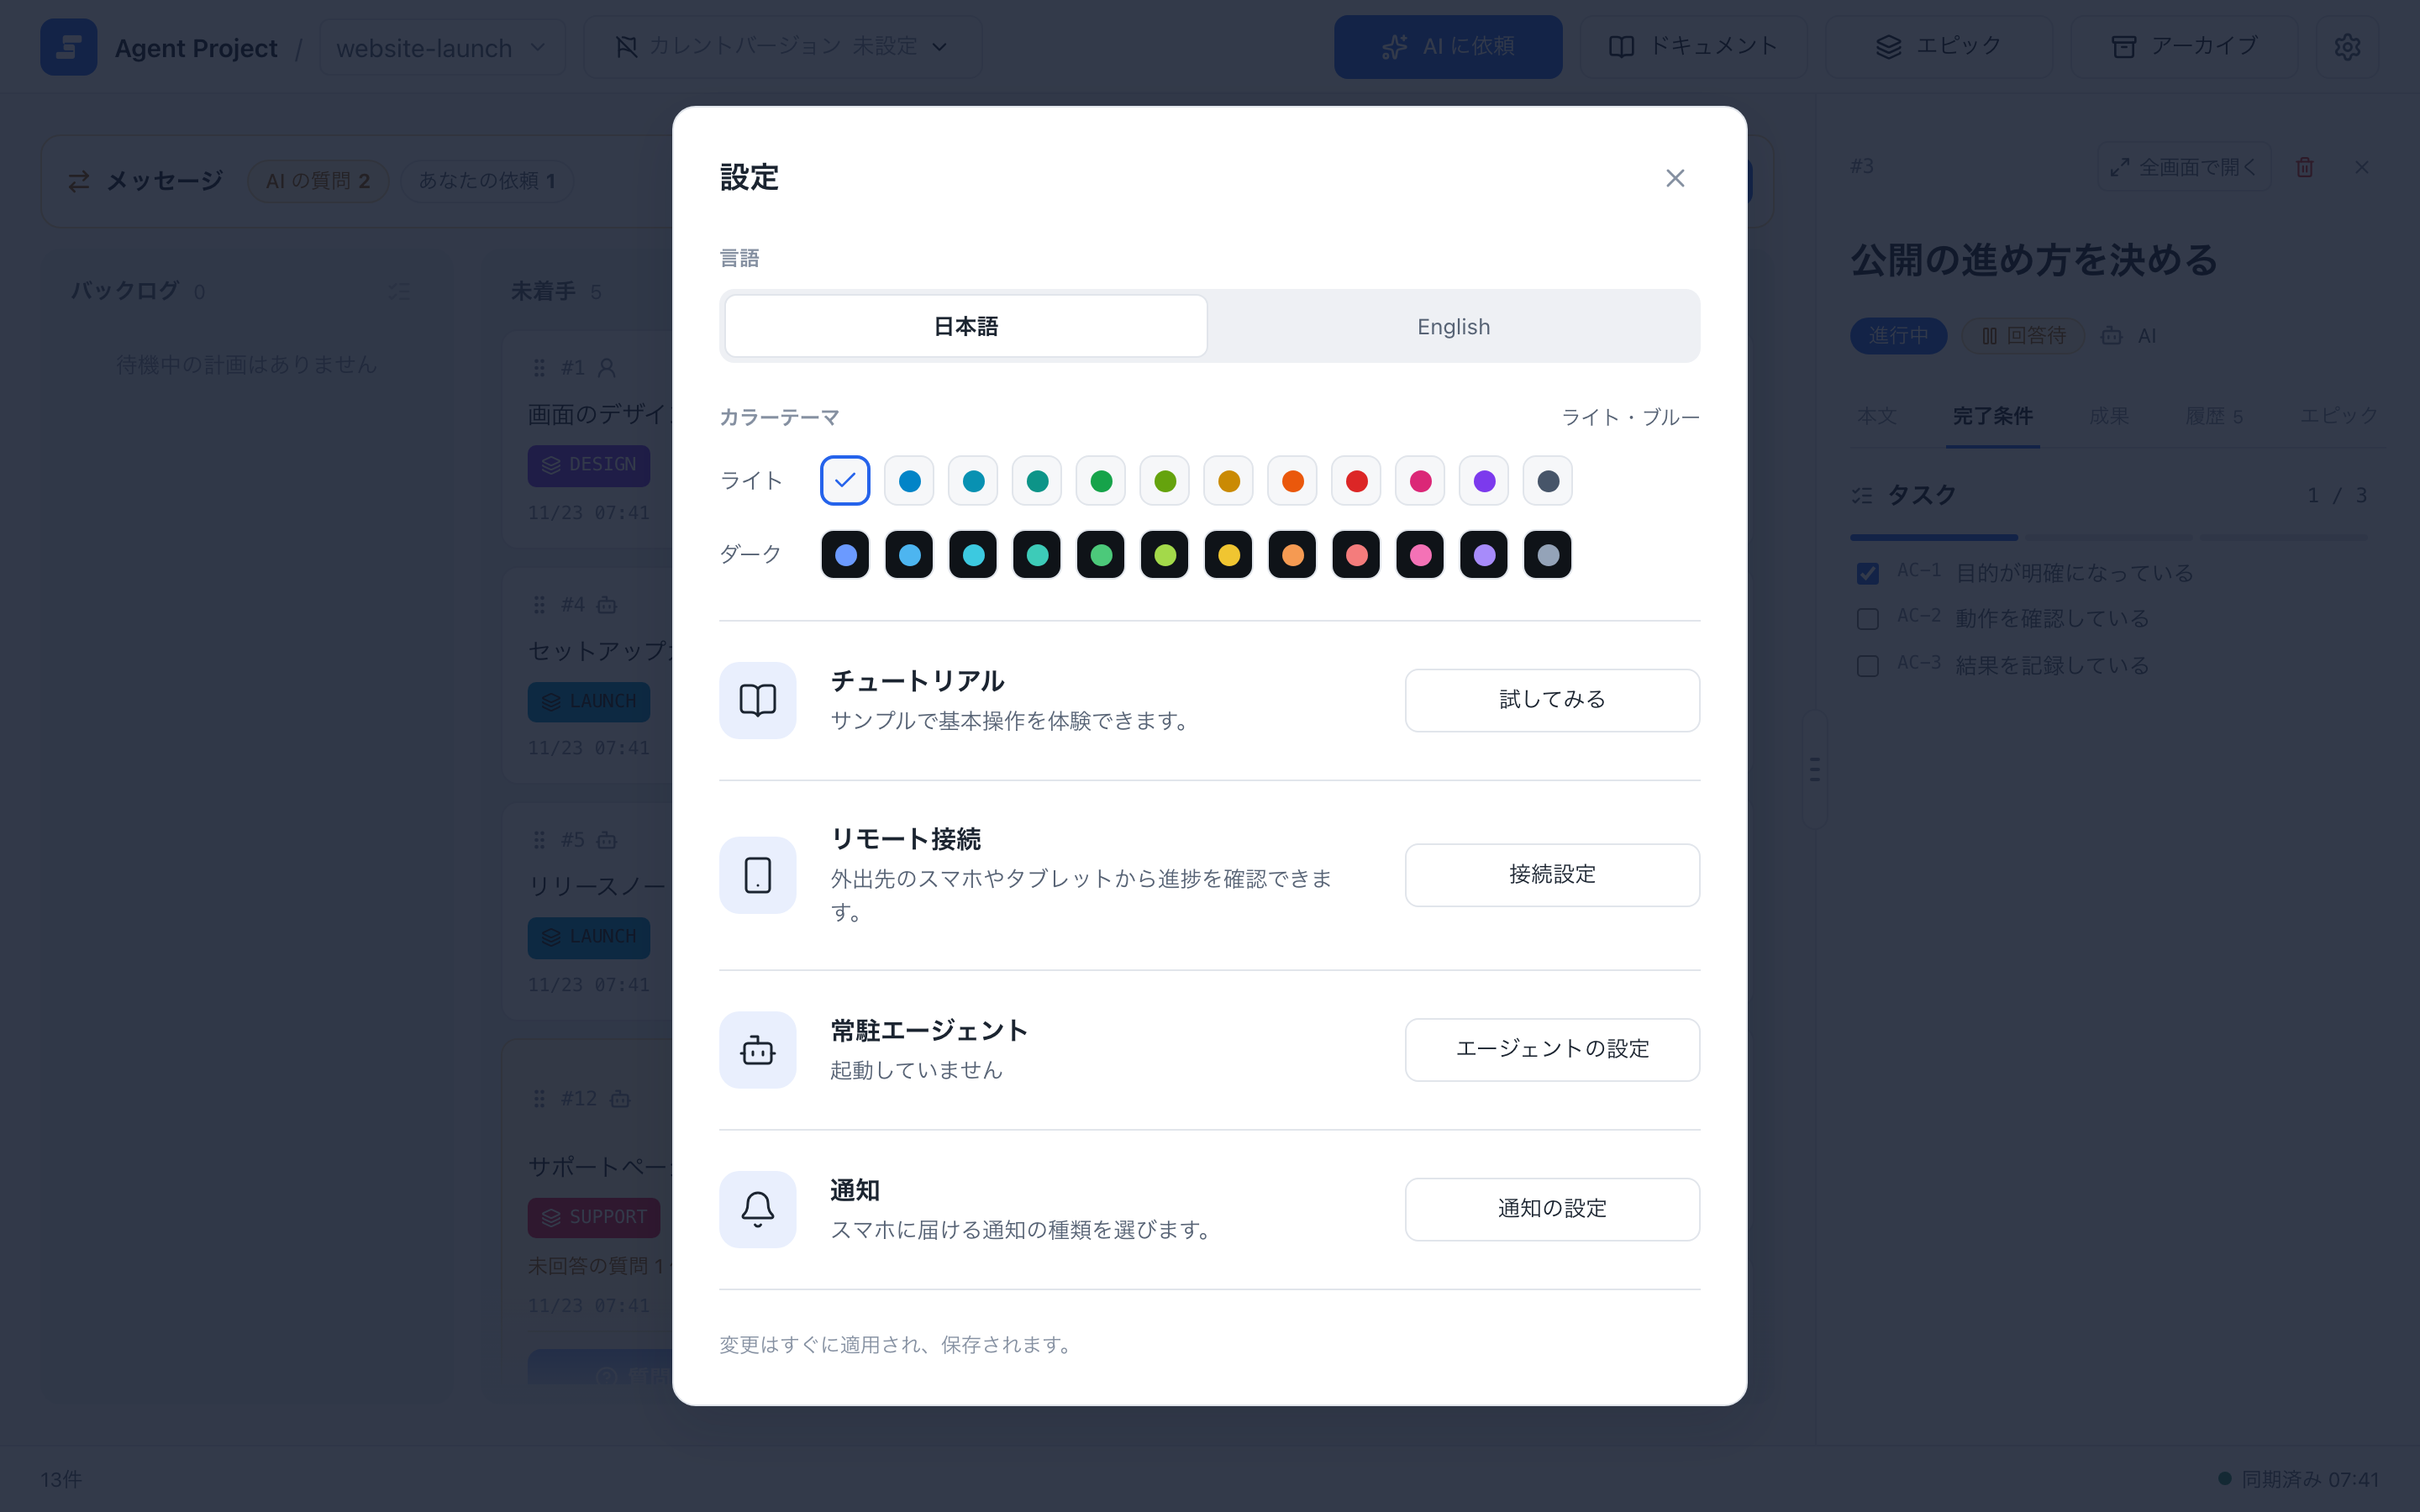 Agent Project / website-launch
カレントバージョン 未設定
AI に依頼
ドキュメント
エピック
アーカイブ
メッセージ
AI の質問 2
あなたの依頼 1
バックログ 0
待機中の計画はありません
未着手 5
#1
画面のデザイ
DESIGN
11/23 07:41
#4
セットアップ
LAUNCH
11/23 07:41
#5
リリースノー
LAUNCH
11/23 07:41
#12
サポートペー
SUPPORT
未回答の質問 1
11/23 07:41
質問
設定
言語
日本語
English
カラーテーマ
ライト・ブルー
ライト
ダーク
チュートリアル
サンプルで基本操作を体験できます。
試してみる
リモート接続
外出先のスマホやタブレットから進捗を確認できま
す。
接続設定
常駐エージェント
起動していません
エージェントの設定
通知
スマホに届ける通知の種類を選びます。
通知の設定
変更はすぐに適用され、保存されます。
#3
全画面で開く
公開の進め方を決める
進行中
回答待
AI
本文
完了条件
成果
履歴 5
エピック
タスク
1 / 3
AC-1 目的が明確になっている
AC-2 動作を確認している
AC-3 結果を記録している
13件
同期済み 07:41